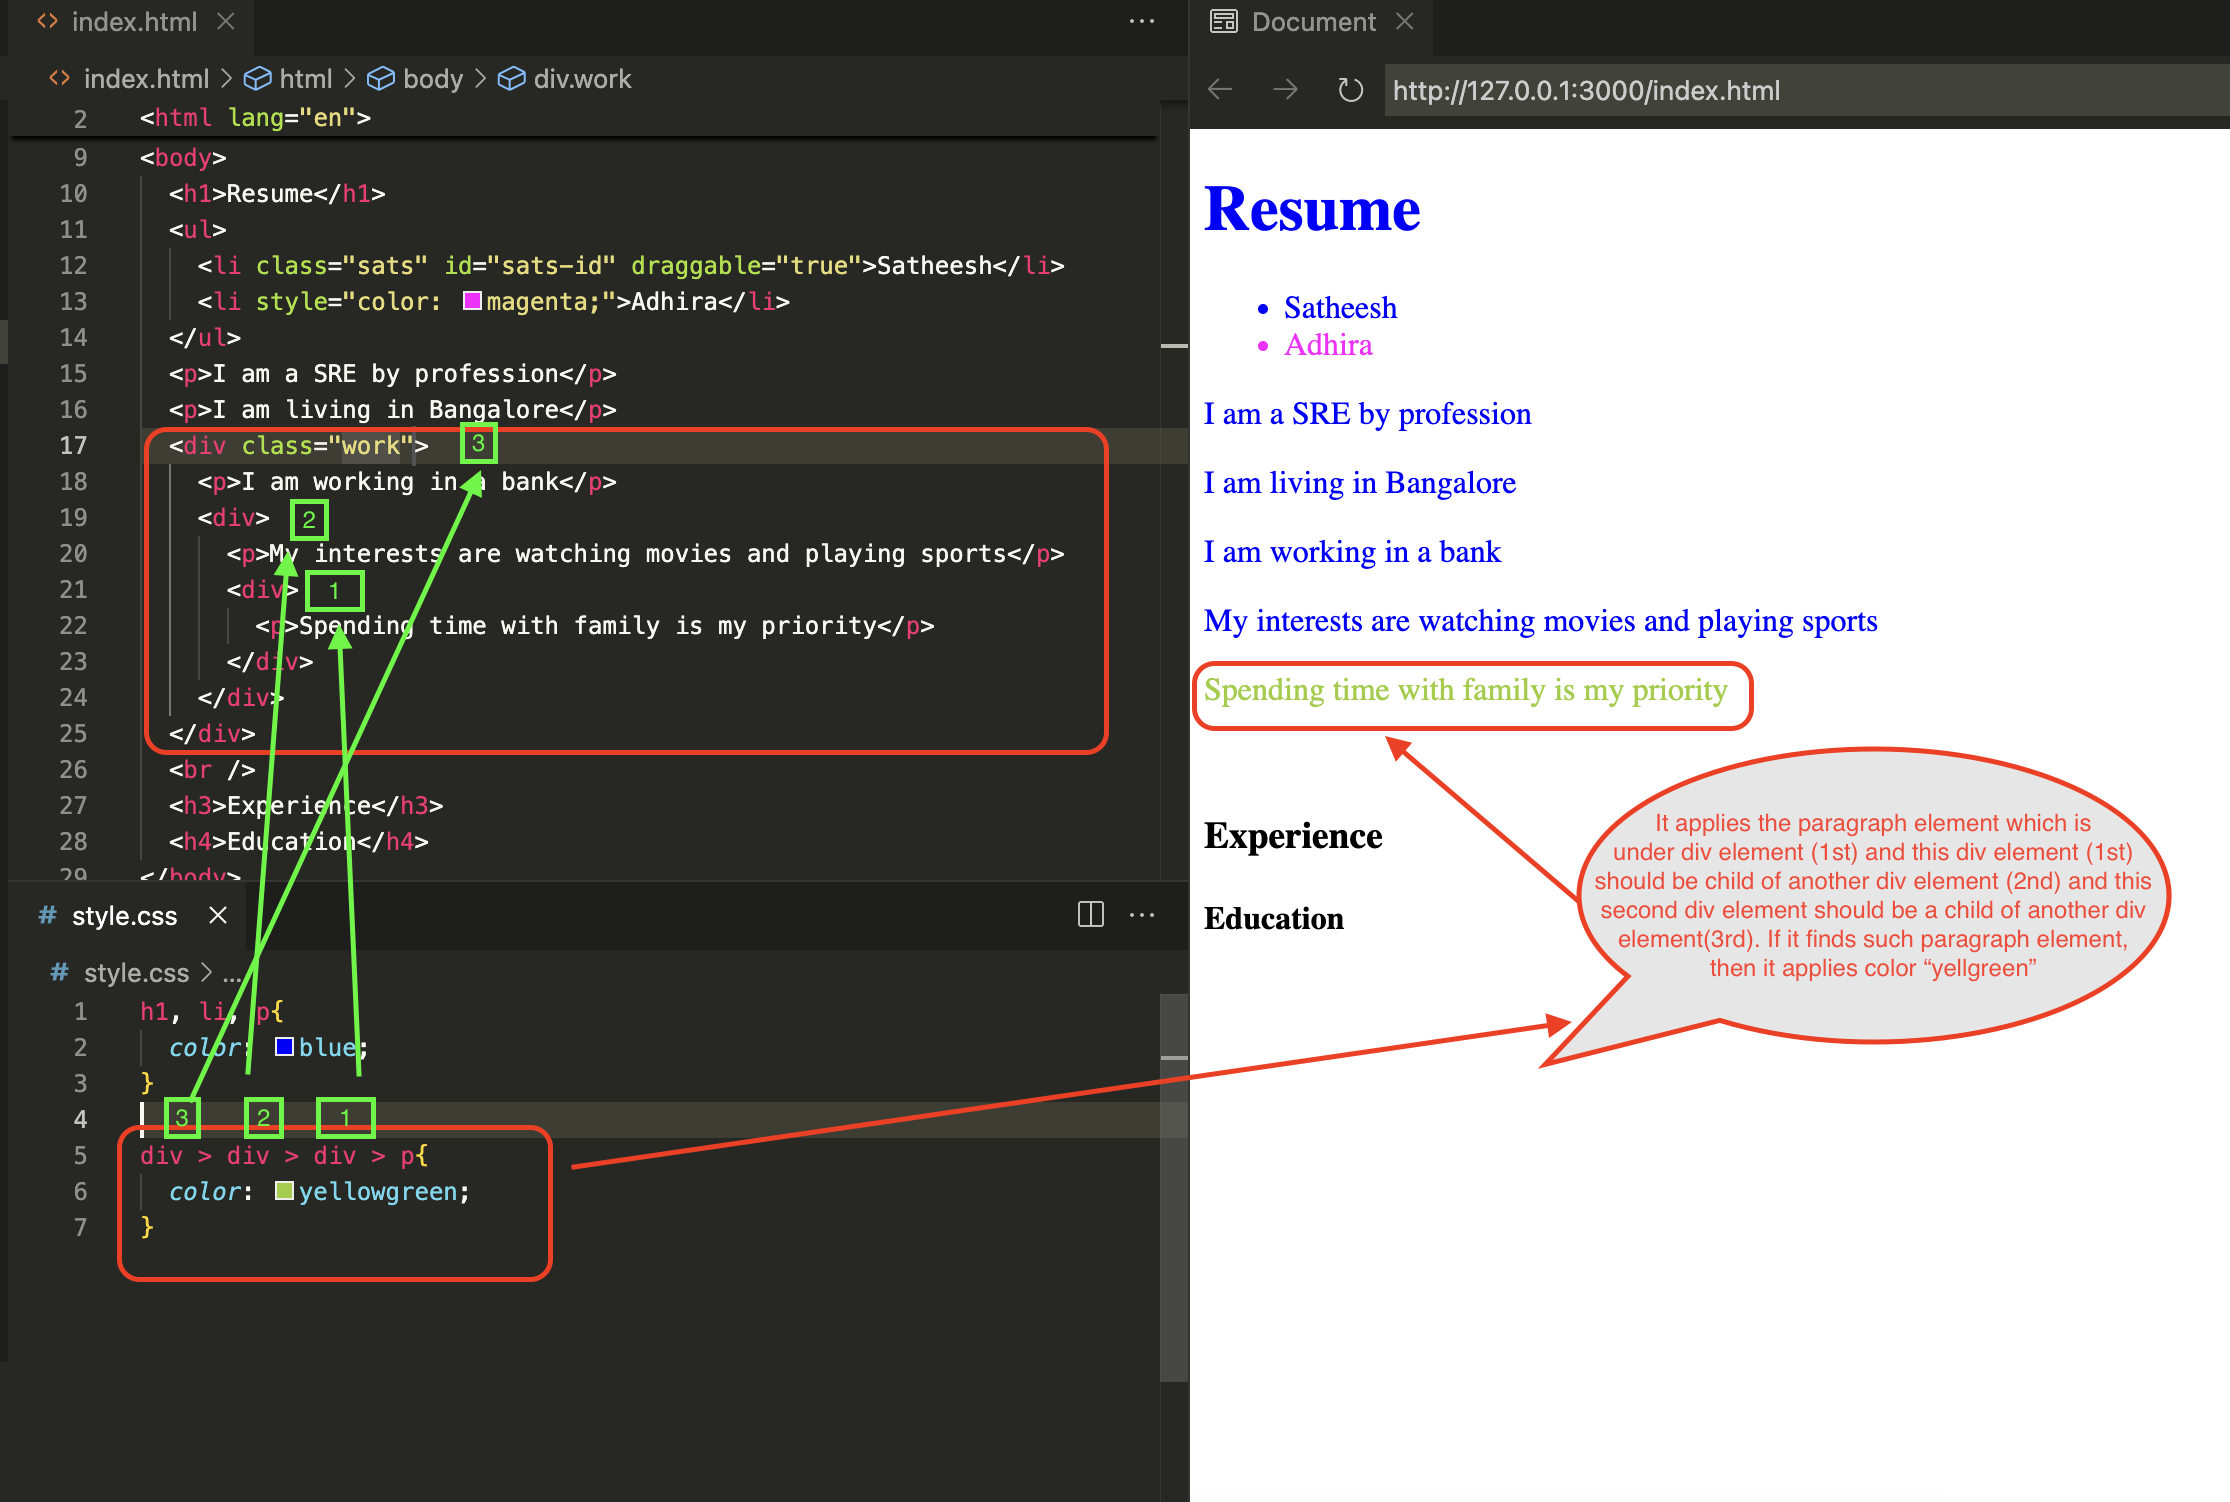 index.html
index.html > html > body > div.work
2 <html lang="en">
9 <body>
10 <h1>Resume</h1>
11 <ul>
12 <li class="sats" id="sats-id" draggable="true">Satheesh</li>
13 <li style="color: magenta;">Adhira</li>
14 </ul>
15 <p>I am a SRE by profession</p>
16 <p>I am living in Bangalore</p>
17 <div class="work"> 3
18 <p>I am working in a bank</p>
19 <div> 2
20 <p>My interests are watching movies and playing sports</p>
21 <div> 1
22 <p>Spending time with family is my priority</p>
23 </div>
24 </div>
25 </div>
26 <br />
27 <h3>Experience</h3>
28 <h4>Education</h4>
29 </body>
# style.css
# style.css > ...
1 h1, li, p{
2 color: blue;
3 }
4 3 2 1
5 div > div > div > p{
6 color: yellowgreen;
7 }
Document
http://127.0.0.1:3000/index.html
Resume
• Satheesh
• Adhira
I am a SRE by profession
I am living in Bangalore
I am working in a bank
My interests are watching movies and playing sports
Spending time with family is my priority
Experience
Education
It applies the paragraph element which is
under div element (1st) and this div element (1st)
should be child of another div element (2nd) and this
second div element should be a child of another div
element(3rd). If it finds such paragraph element,
then it applies color “yellgreen”